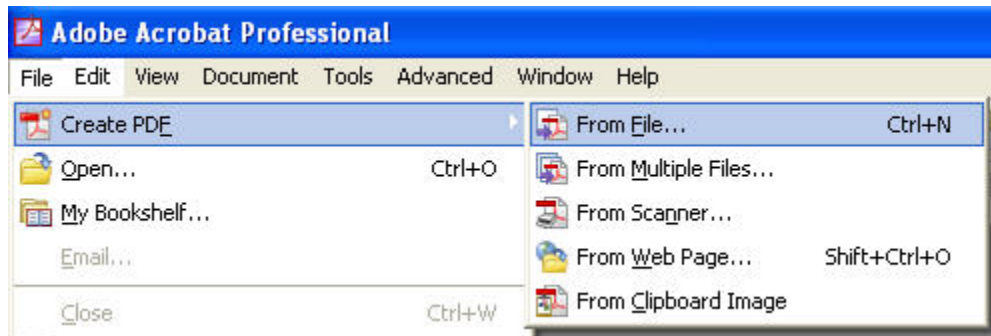 Adobe Acrobat Professional
File Edit View Document Tools Advanced Window Help
Create PDF
Open... Ctrl+O
My Bookshelf...
Email...
Close Ctrl+W
From File... Ctrl+N
From Multiple Files...
From Scanner...
From Web Page... Shift+Ctrl+O
From Clipboard Image